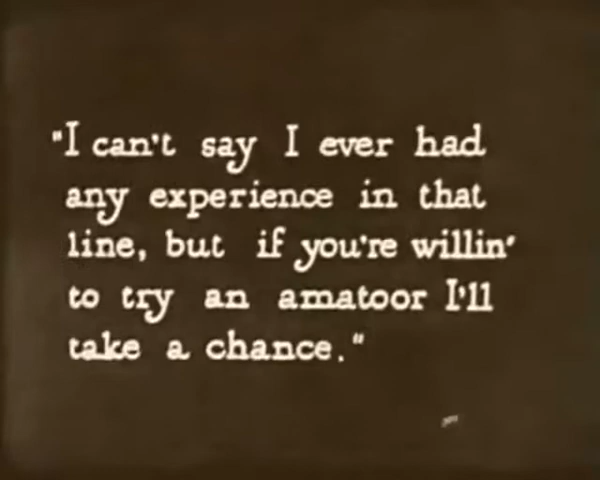 "I can't say I ever had
any experience in that
line, but if you're willin'
to try an amatoor I'll
take a chance."